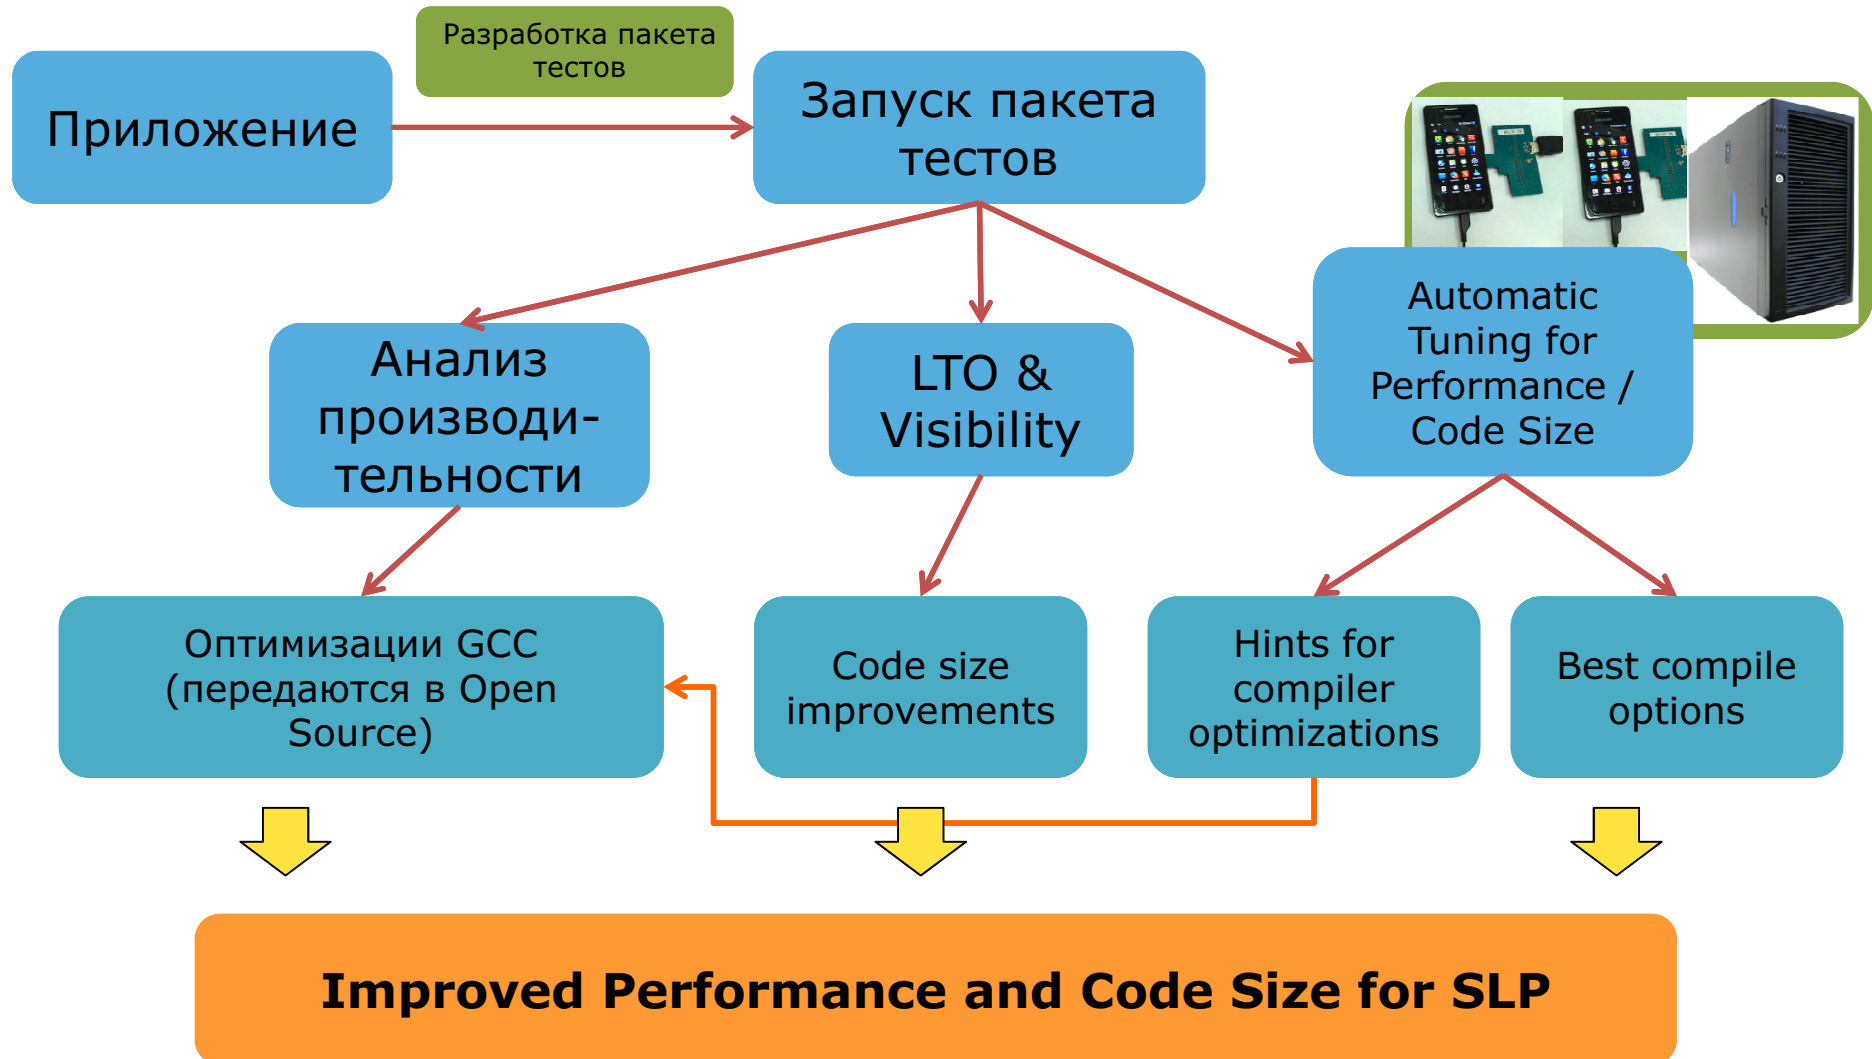 Разработка пакета
тестов
Приложение
Запуск пакета
тестов
Анализ
производи-
тельности
LTO &
Visibility
Automatic
Tuning for
Performance /
Code Size
Оптимизации GCC
(передаются в Open
Source)
Code size
improvements
Hints for
compiler
optimizations
Best compile
options
Improved Performance and Code Size for SLP